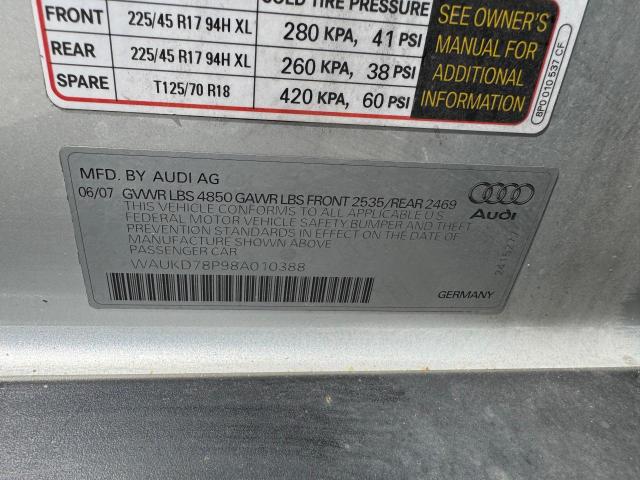 COLD TIRE PRESSURE
FRONT 225/45 R17 94H XL 280 KPA, 41 PSI
REAR 225/45 R17 94H XL 260 KPA, 38 PSI
SPARE T125/70 R18 420 KPA, 60 PSI
SEE OWNER'S
MANUAL FOR
ADDITIONAL
INFORMATION
8P0 010 537 CF
MFD. BY AUDI AG
06/07 GVWR LBS 4850 GAWR LBS FRONT 2535/REAR 2469
THIS VEHICLE CONFORMS TO ALL APPLICABLE U.S.
FEDERAL MOTOR VEHICLE SAFETY BUMPER AND THEFT
PREVENTION STANDARDS IN EFFECT ON THE DATE OF
MANUFACTURE SHOWN ABOVE
PASSENGER CAR
WAUKD78P98A010388
Audi
GERMANY